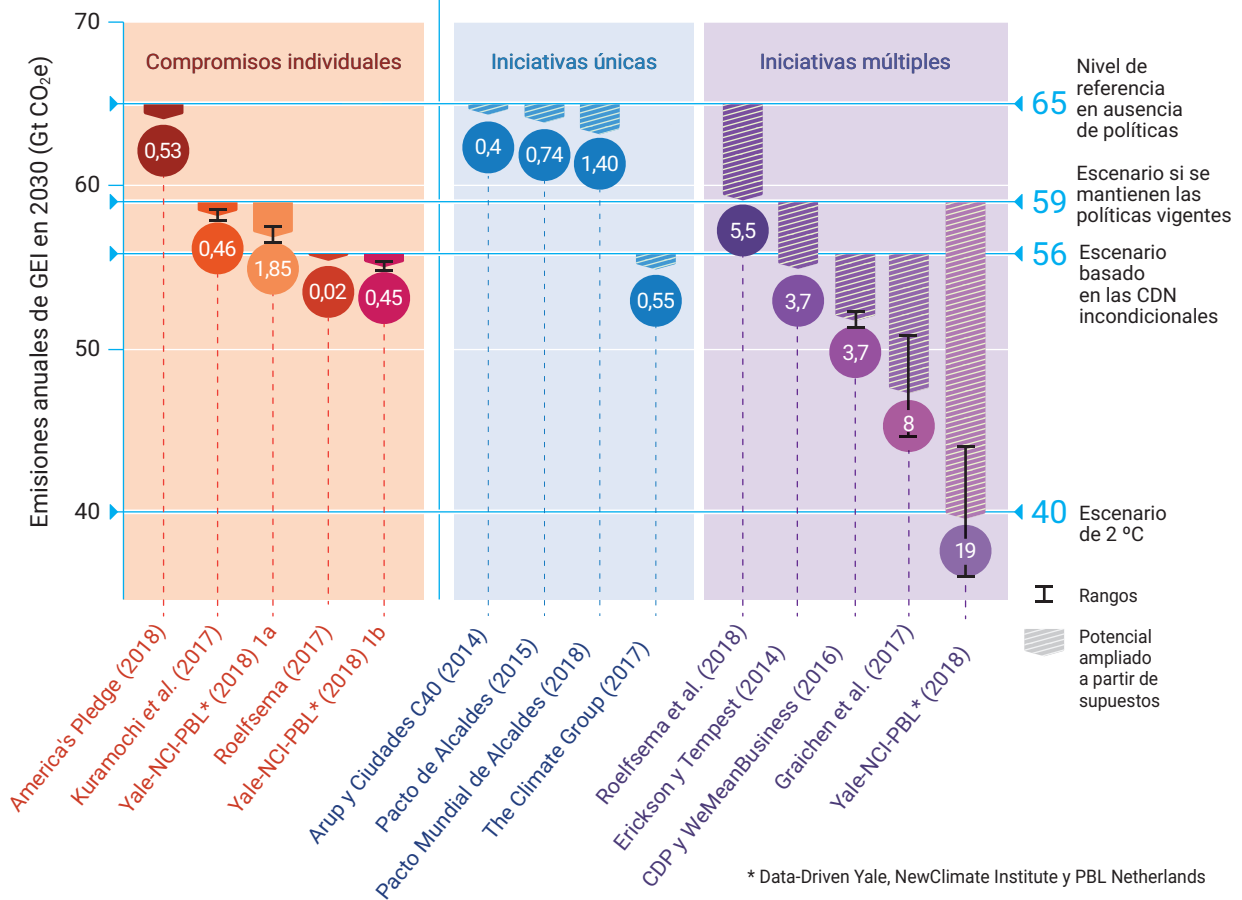 Emisiones anuales de GEI en 2030 (Gt CO₂e)
70
60
50
40
Compromisos individuales
Iniciativas únicas
Iniciativas múltiples
0,53
0,46
1,85
0,02
0,45
0,4
0,74
1,40
0,55
5,5
3,7
3,7
8
19
65
Nivel de
referencia
en ausencia
de políticas
59
Escenario si se
mantienen las
políticas vigentes
56
Escenario
basado
en las CDN
incondicionales
40
Escenario
de 2 ºC
Rangos
Potencial
ampliado
a partir de
supuestos
America's Pledge (2018)
Kuramochi et al. (2017)
Yale-NCI-PBL* (2018) 1a
Roelfsema (2017)
Yale-NCI-PBL* (2018) 1b
Arup y Ciudades C40 (2014)
Pacto de Alcaldes (2015)
Pacto Mundial de Alcaldes (2018)
The Climate Group (2017)
Roelfsema et al. (2018)
Erickson y Tempest (2014)
CDP y WeMeanBusiness (2016)
Graichen et al. (2017)
Yale-NCI-PBL* (2018)
* Data-Driven Yale, NewClimate Institute y PBL Netherlands